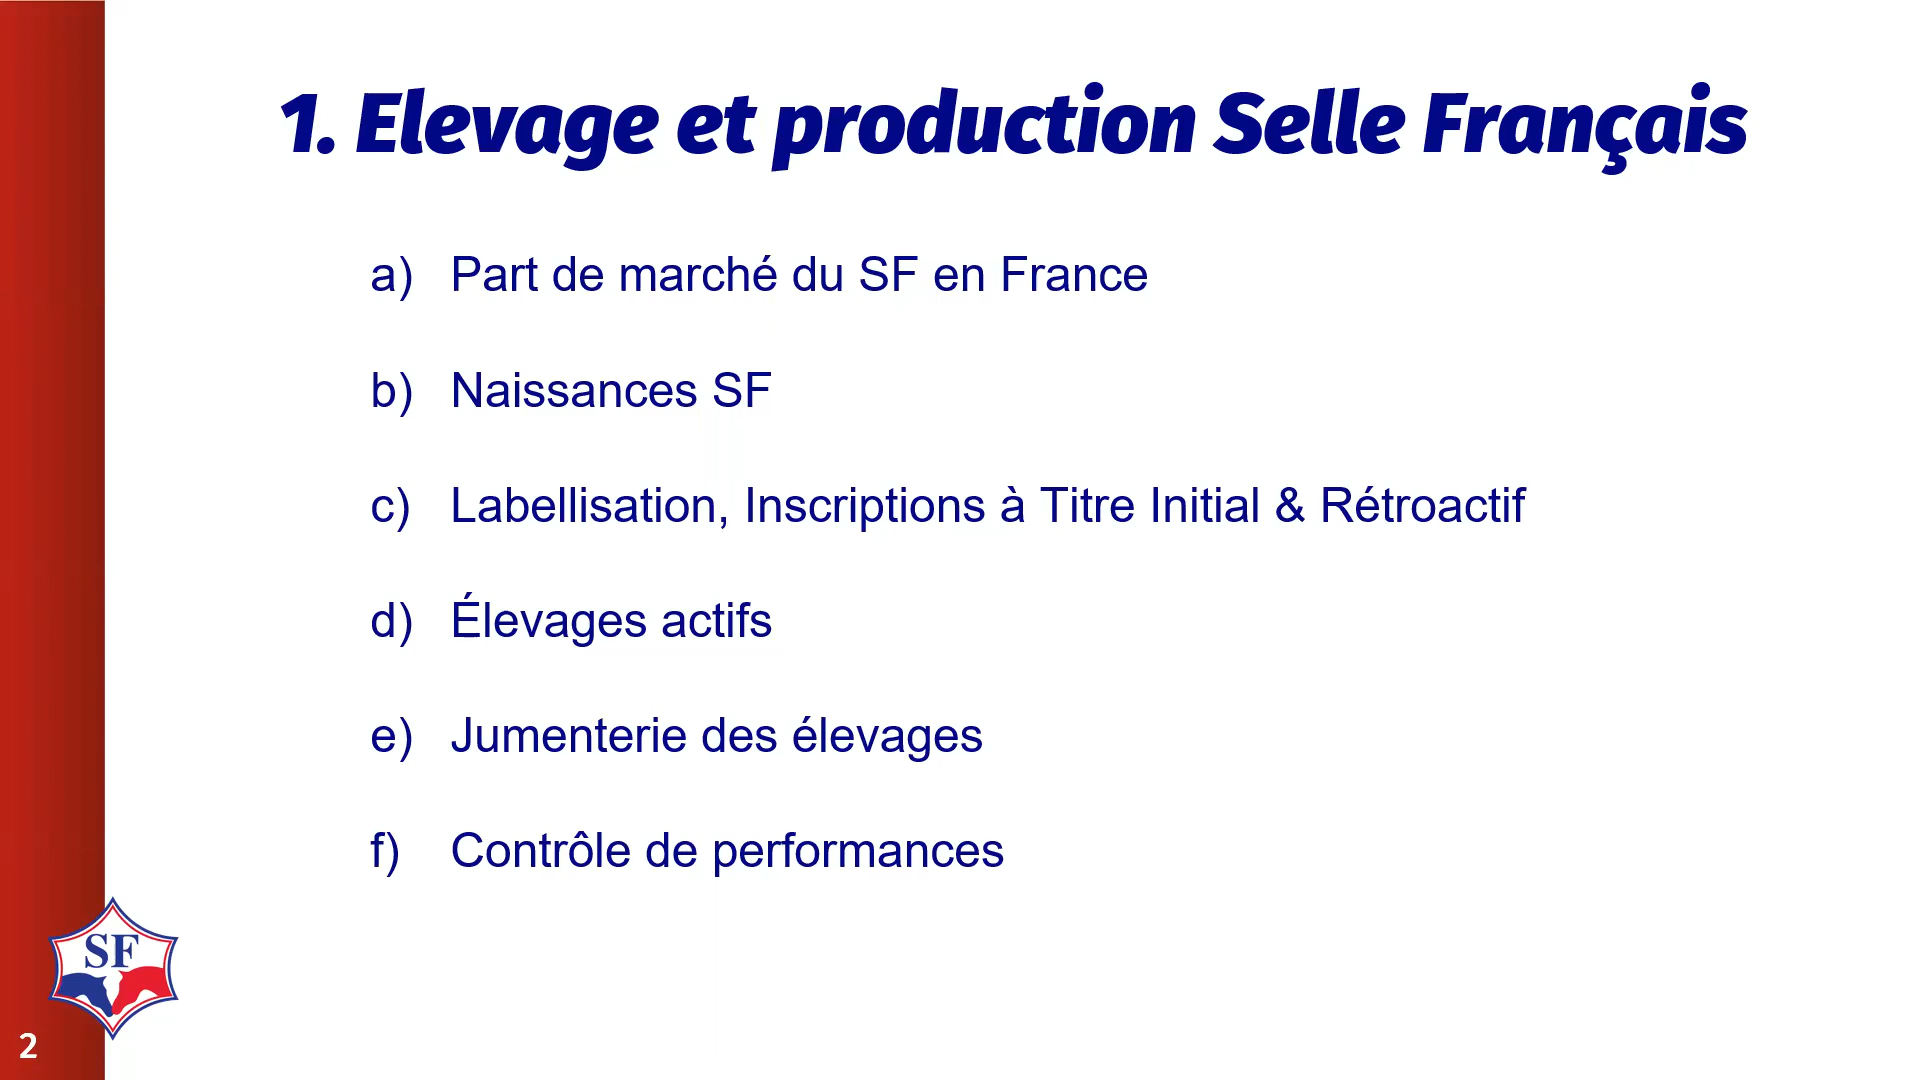 1. Elevage et production Selle Français
a) Part de marché du SF en France
b) Naissances SF
c) Labellisation, Inscriptions à Titre Initial & Rétroactif
d) Élevages actifs
e) Jumenterie des élevages
f) Contrôle de performances
SF
2